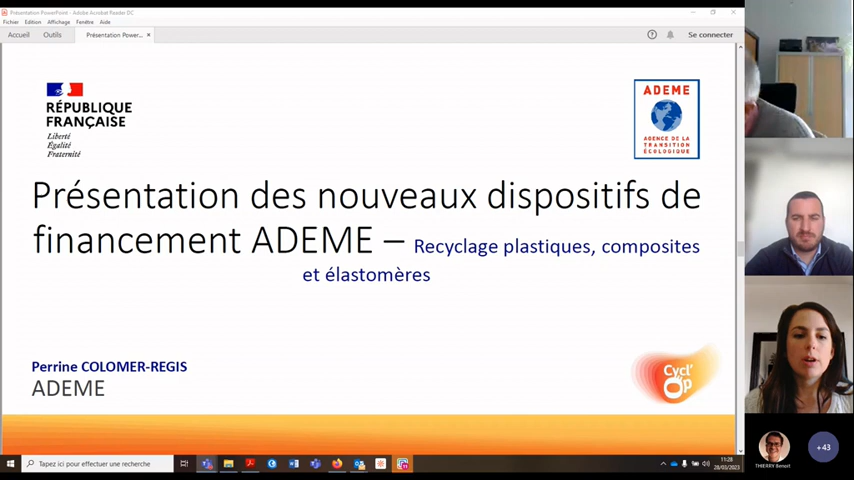 Présentation PowerPoint - Adobe Acrobat Reader DC
Fichier Edition Affichage Fenêtre Aide
Accueil Outils Présentation Power... × Se connecter
RÉPUBLIQUE
FRANÇAISE
Liberté
Égalité
Fraternité
ADEME
AGENCE DE LA
TRANSITION
ÉCOLOGIQUE
Présentation des nouveaux dispositifs de
financement ADEME – Recyclage plastiques, composites
et élastomères
Perrine COLOMER-REGIS
ADEME
Cycl'
Op
THIERRY Benoit
+43
Tapez ici pour effectuer une recherche
11:28
28/03/2023